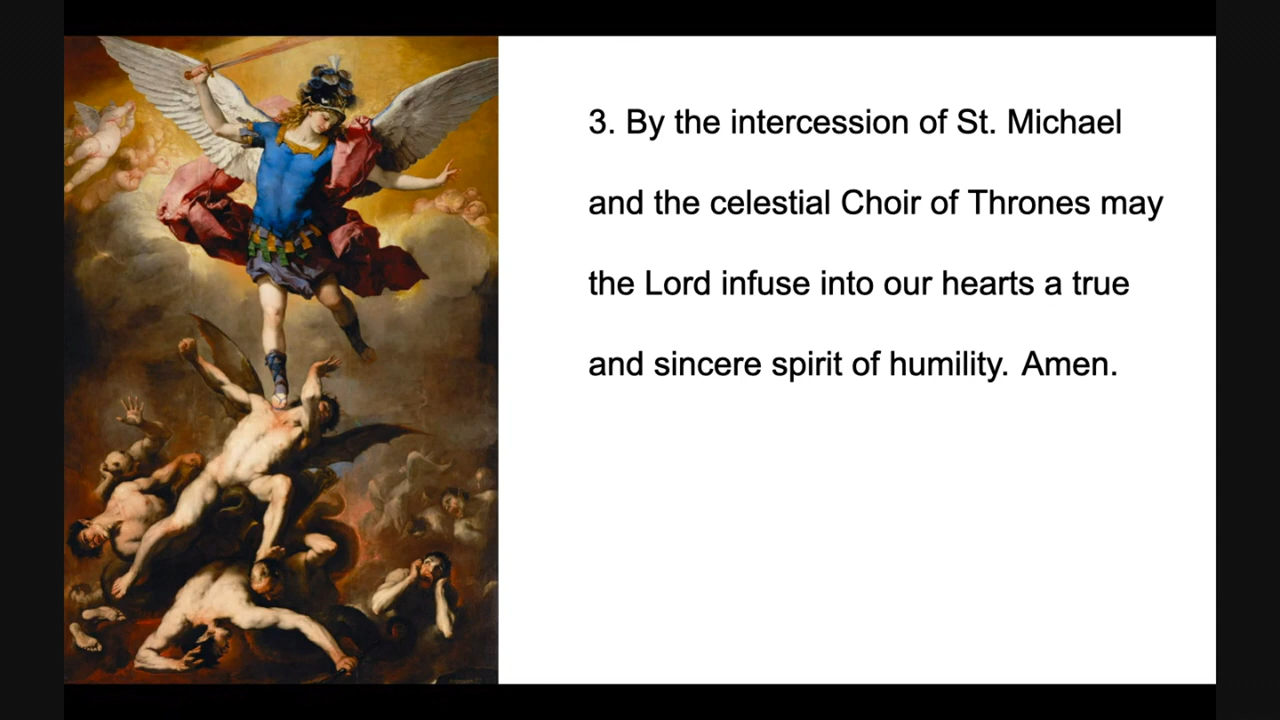 3. By the intercession of St. Michael
and the celestial Choir of Thrones may
the Lord infuse into our hearts a true
and sincere spirit of humility. Amen.